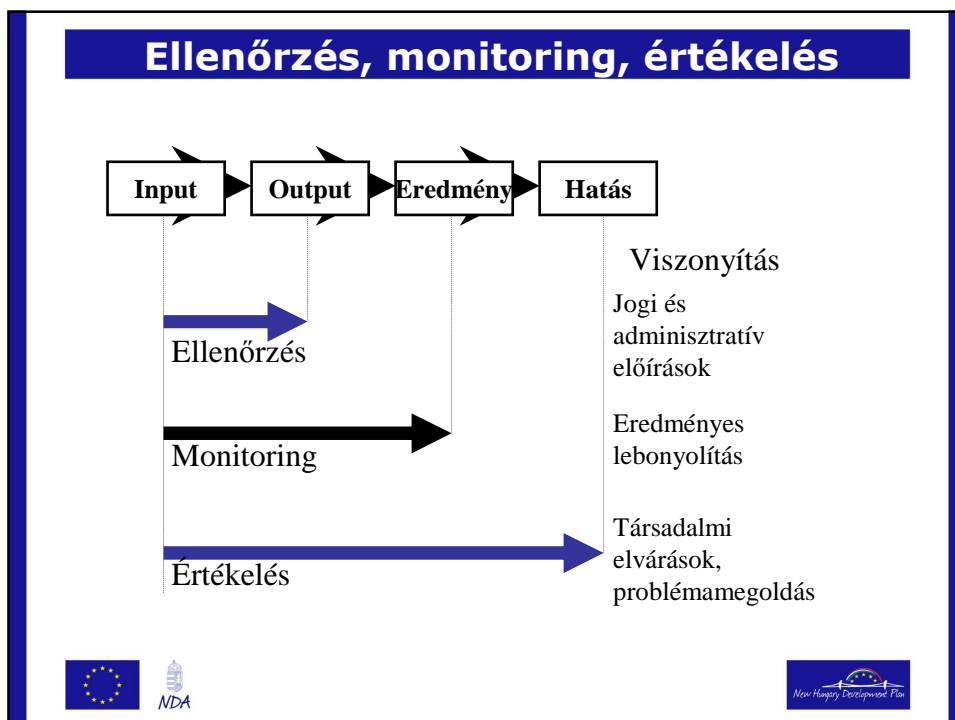 Ellenőrzés, monitoring, értékelés
Input Output Eredmény Hatás
Viszonyítás
Ellenőrzés
Jogi és
adminisztratív
előírások
Monitoring
Eredményes
lebonyolítás
Értékelés
Társadalmi
elvárások,
problémamegoldás
NDA
New Hungary Development Plan